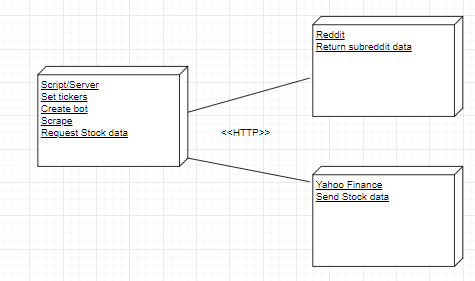 Script/Server
Set tickers
Create bot
Scrape
Request Stock data
<<HTTP>>
Reddit
Return subreddit data
Yahoo Finance
Send Stock data